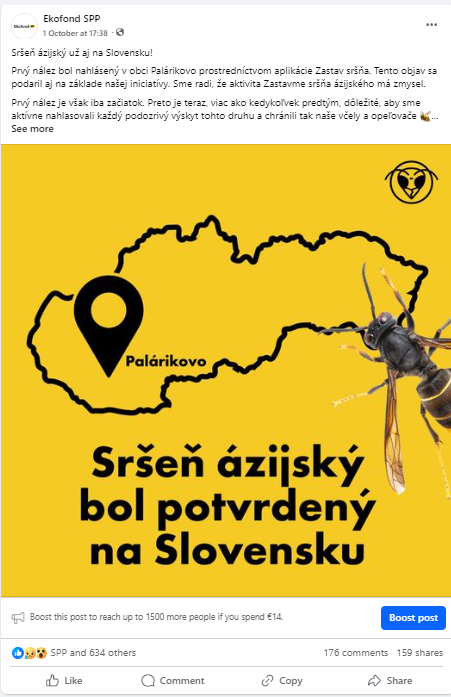 Ekofond SPP
1 October at 17:38 ·
Sršeň ázijský už aj na Slovensku!
Prvý nález bol nahlásený v obci Palárikovo prostredníctvom aplikácie Zastav sršňa. Tento objav sa
podaril aj na základe našej iniciatívy. Sme radi, že aktivita Zastavme sršňa ázijského má zmysel.
Prvý nález je však iba začiatok. Preto je teraz, viac ako kedykoľvek predtým, dôležité, aby sme
aktívne nahlasovali každý podozrivý výskyt tohto druhu a chránili tak naše včely a opeľovače 🐝...
See more
Palárikovo
Sršeň ázijský
bol potvrdený
na Slovensku
Boost this post to reach up to 1500 more people if you spend €14.
Boost post
SPP and 634 others
176 comments 159 shares
Like Comment Copy Share